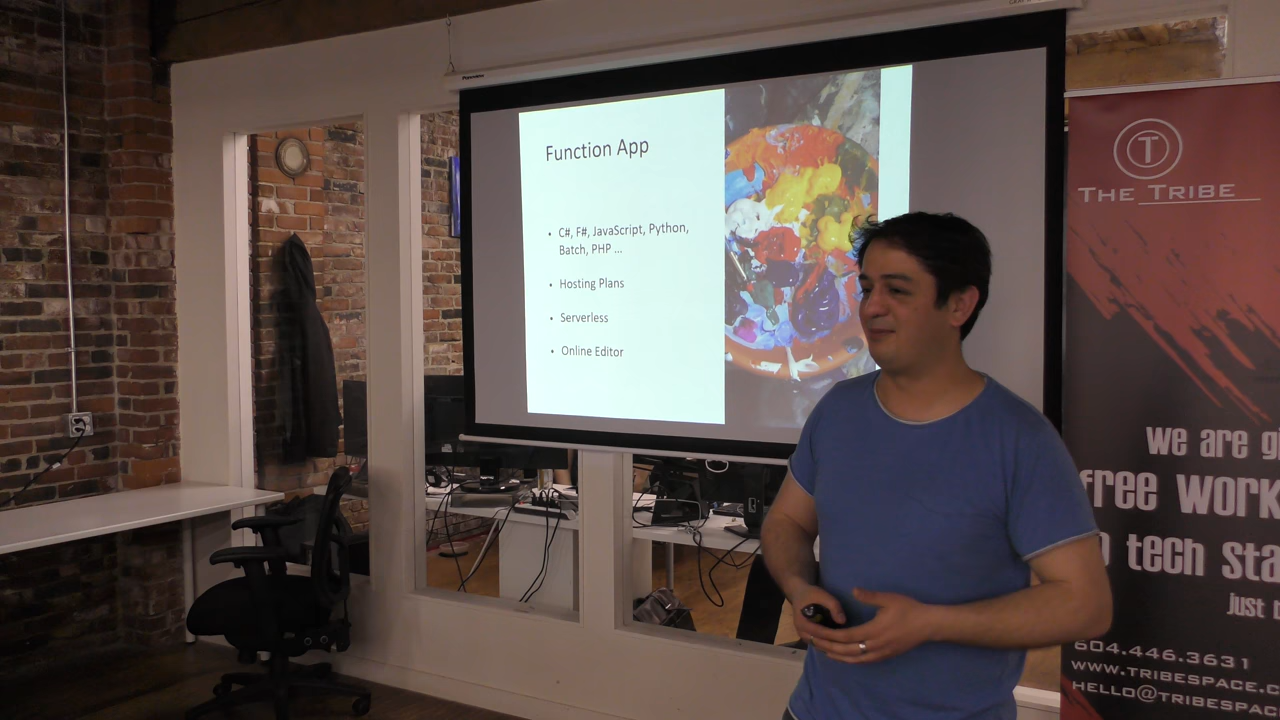 Function App
• C#, F#, JavaScript, Python,
Batch, PHP ...
• Hosting Plans
• Serverless
• Online Editor
T
THE TRIBE
we are gi
free work
tech sta
just
604.446.3631
www.tribespace.c
hello@tribespac